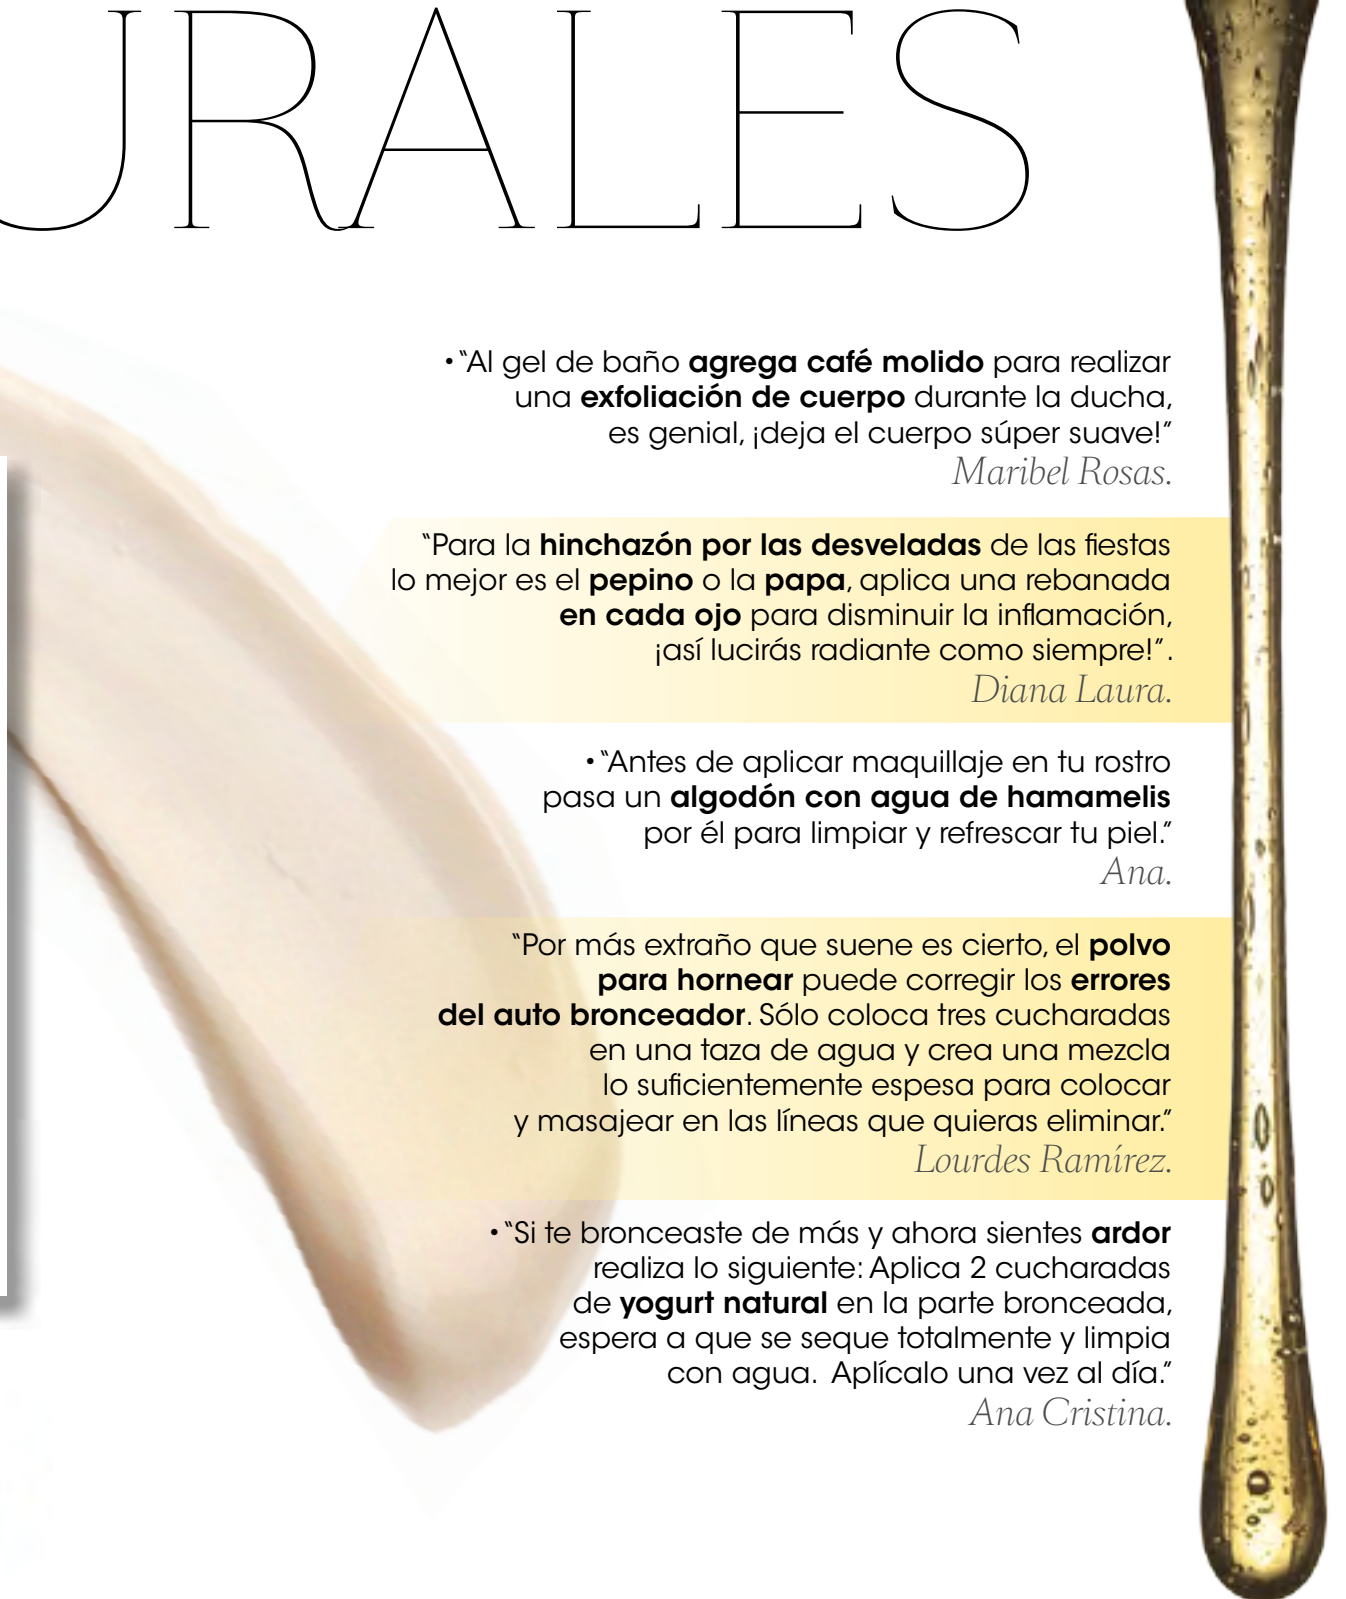 URALES
• “Al gel de baño agrega café molido para realizar
una exfoliación de cuerpo durante la ducha,
es genial, ¡deja el cuerpo súper suave!”
Maribel Rosas.
“Para la hinchazón por las desveladas de las fiestas
lo mejor es el pepino o la papa, aplica una rebanada
en cada ojo para disminuir la inflamación,
¡así lucirás radiante como siempre!”.
Diana Laura.
• “Antes de aplicar maquillaje en tu rostro
pasa un algodón con agua de hamamelis
por él para limpiar y refrescar tu piel.”
Ana.
“Por más extraño que suene es cierto, el polvo
para hornear puede corregir los errores
del auto bronceador. Sólo coloca tres cucharadas
en una taza de agua y crea una mezcla
lo suficientemente espesa para colocar
y masajear en las líneas que quieras eliminar.”
Lourdes Ramírez.
• “Si te bronceaste de más y ahora sientes ardor
realiza lo siguiente: Aplica 2 cucharadas
de yogurt natural en la parte bronceada,
espera a que se seque totalmente y limpia
con agua. Aplícalo una vez al día.”
Ana Cristina.